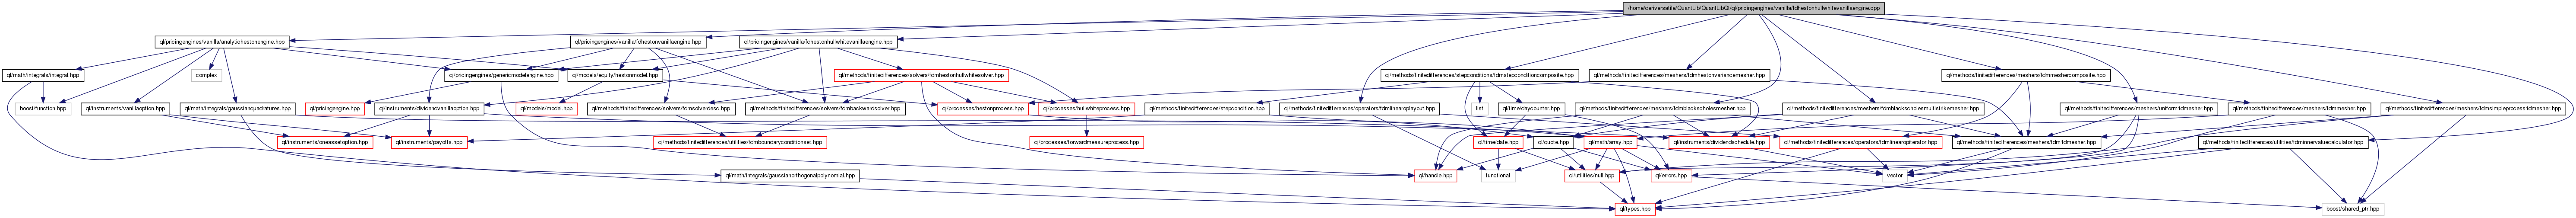 /home/deriversatile/QuantLib/QuantLibQt/ql/pricingengines/vanilla/fdhestonhullwhitevanillaengine.cpp
ql/pricingengines/vanilla/analytichestonengine.hpp
ql/pricingengines/vanilla/fdhestonvanillaengine.hpp
ql/pricingengines/vanilla/fdhestonhullwhitevanillaengine.hpp
ql/math/integrals/integral.hpp
complex
ql/pricingengines/genericmodelengine.hpp
ql/models/equity/hestonmodel.hpp
ql/methods/finitedifferences/solvers/fdmhestonhullwhitesolver.hpp
ql/methods/finitedifferences/stepconditions/fdmstepconditioncomposite.hpp
ql/methods/finitedifferences/meshers/fdmhestonvariancemesher.hpp
ql/methods/finitedifferences/meshers/fdmmeshercomposite.hpp
boost/function.hpp
ql/instruments/vanillaoption.hpp
ql/math/integrals/gaussianquadratures.hpp
ql/pricingengine.hpp
ql/instruments/dividendvanillaoption.hpp
ql/models/model.hpp
ql/methods/finitedifferences/solvers/fdmsolverdesc.hpp
ql/methods/finitedifferences/solvers/fdmbackwardsolver.hpp
ql/processes/hestonprocess.hpp
ql/processes/hullwhiteprocess.hpp
ql/methods/finitedifferences/stepcondition.hpp
ql/methods/finitedifferences/operators/fdmlinearoplayout.hpp
list
ql/time/daycounter.hpp
ql/methods/finitedifferences/meshers/fdmblackscholesmesher.hpp
ql/methods/finitedifferences/meshers/fdmblackscholesmultistrikemesher.hpp
ql/methods/finitedifferences/meshers/uniform1dmesher.hpp
ql/methods/finitedifferences/meshers/fdmmesher.hpp
ql/methods/finitedifferences/meshers/fdmsimpleprocess1dmesher.hpp
ql/instruments/oneassetoption.hpp
ql/instruments/payoffs.hpp
ql/methods/finitedifferences/utilities/fdmboundaryconditionset.hpp
ql/processes/forwardmeasureprocess.hpp
ql/time/date.hpp
ql/quote.hpp
ql/math/array.hpp
ql/instruments/dividendschedule.hpp
ql/methods/finitedifferences/operators/fdmlinearopiterator.hpp
ql/methods/finitedifferences/meshers/fdm1dmesher.hpp
ql/methods/finitedifferences/utilities/fdminnervaluecalculator.hpp
ql/math/integrals/gaussianorthogonalpolynomial.hpp
ql/handle.hpp
functional
ql/utilities/null.hpp
ql/errors.hpp
vector
ql/types.hpp
boost/shared_ptr.hpp